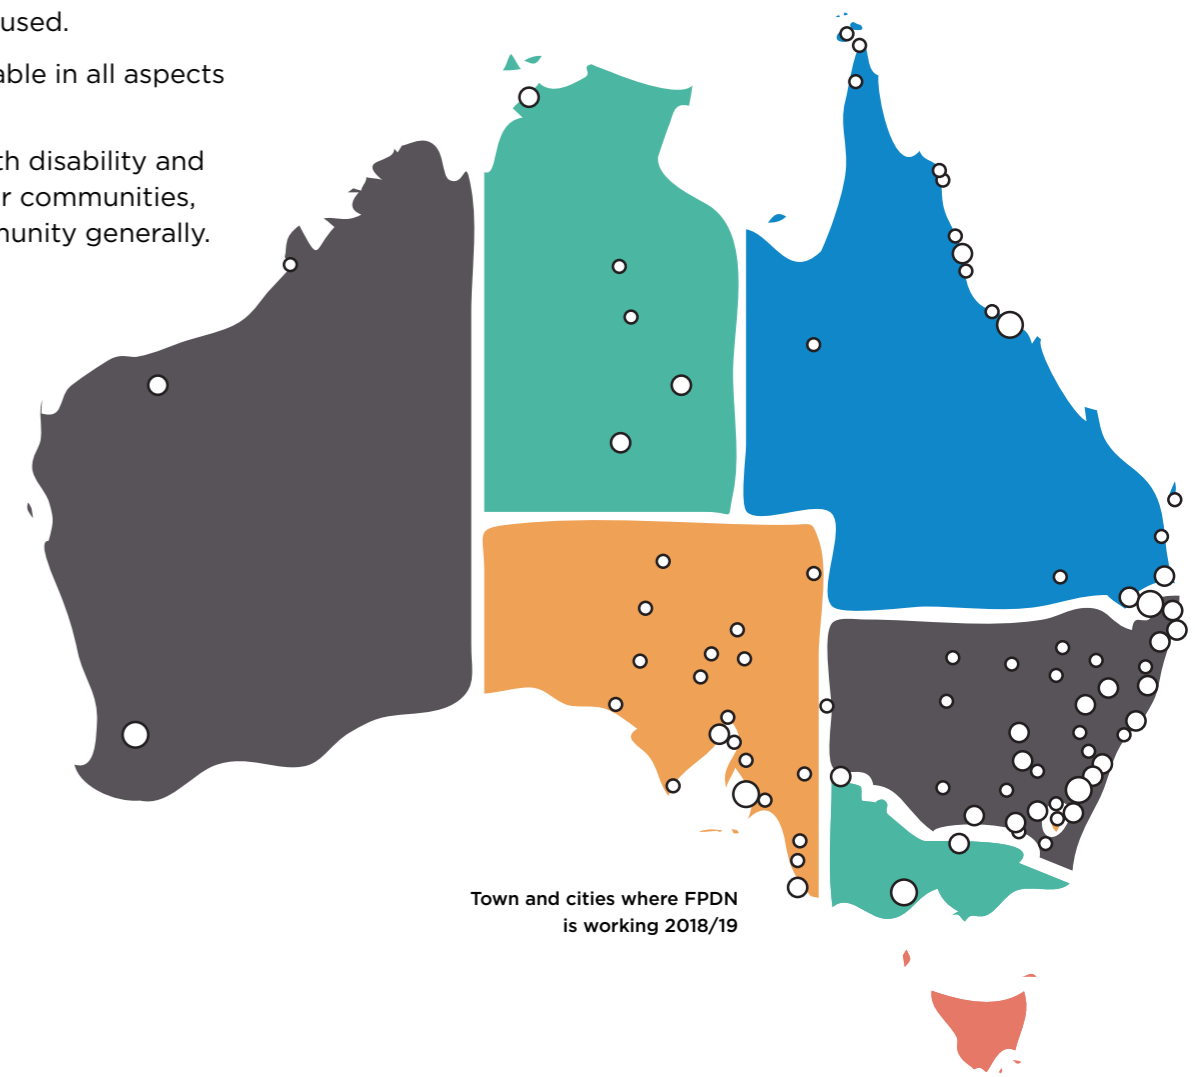 used.
able in all aspects
th disability and
r communities,
unity generally.
Town and cities where FPDN
is working 2018/19